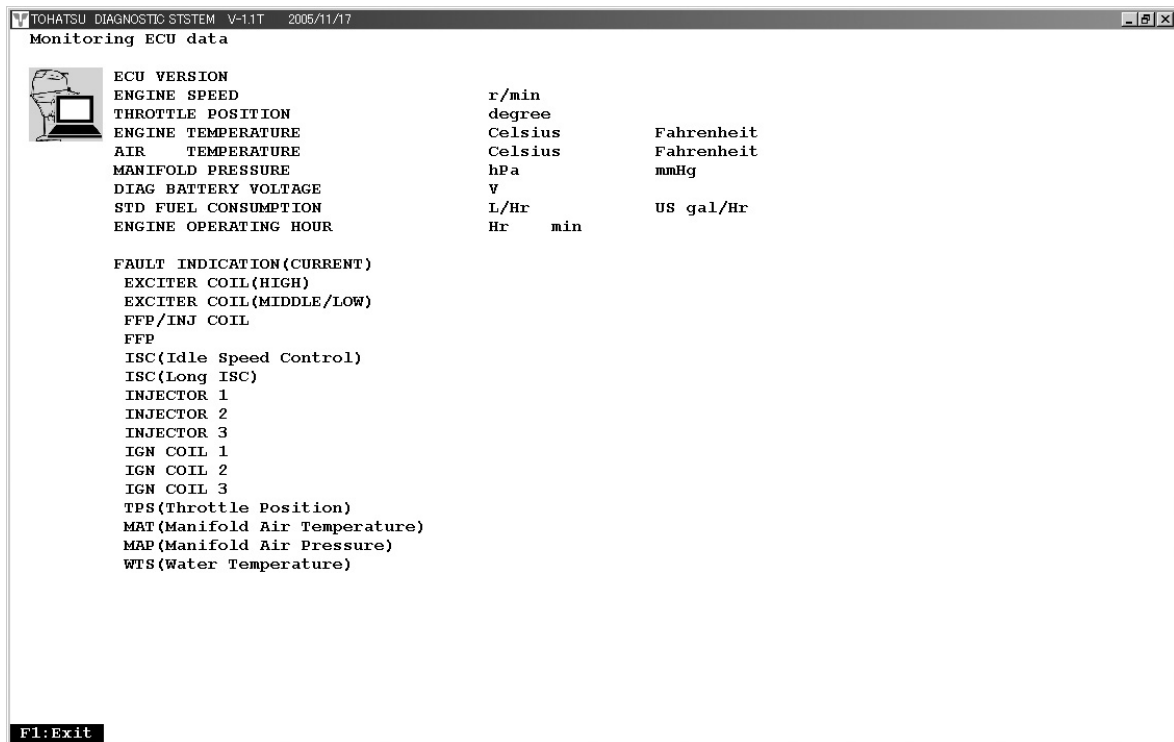 TOHATSU DIAGNOSTIC STSTEM V-1.1T 2005/11/17
Monitoring ECU data
ECU VERSION
ENGINE SPEED r/min
THROTTLE POSITION degree
ENGINE TEMPERATURE Celsius Fahrenheit
AIR TEMPERATURE Celsius Fahrenheit
MANIFOLD PRESSURE hPa mmHg
DIAG BATTERY VOLTAGE V
STD FUEL CONSUMPTION L/Hr US gal/Hr
ENGINE OPERATING HOUR Hr min
FAULT INDICATION(CURRENT)
EXCITER COIL(HIGH)
EXCITER COIL(MIDDLE/LOW)
FFP/INJ COIL
FFP
ISC(Idle Speed Control)
ISC(Long ISC)
INJECTOR 1
INJECTOR 2
INJECTOR 3
IGN COIL 1
IGN COIL 2
IGN COIL 3
TPS(Throttle Position)
MAT(Manifold Air Temperature)
MAP(Manifold Air Pressure)
WTS(Water Temperature)
F1:Exit